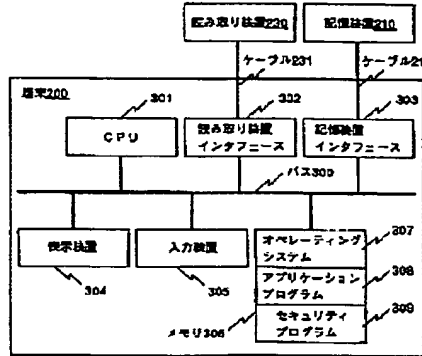 読み取り装置230
記憶装置210
ケーブル231
ケーブル21
端末200
301
302
303
CPU
読み取り装置
インタフェース
記憶装置
インタフェース
バス300
表示装置
入力装置
オペレーティング
システム
307
アプリケーション
プログラム
308
セキュリティ
プログラム
309
304
305
メモリ306